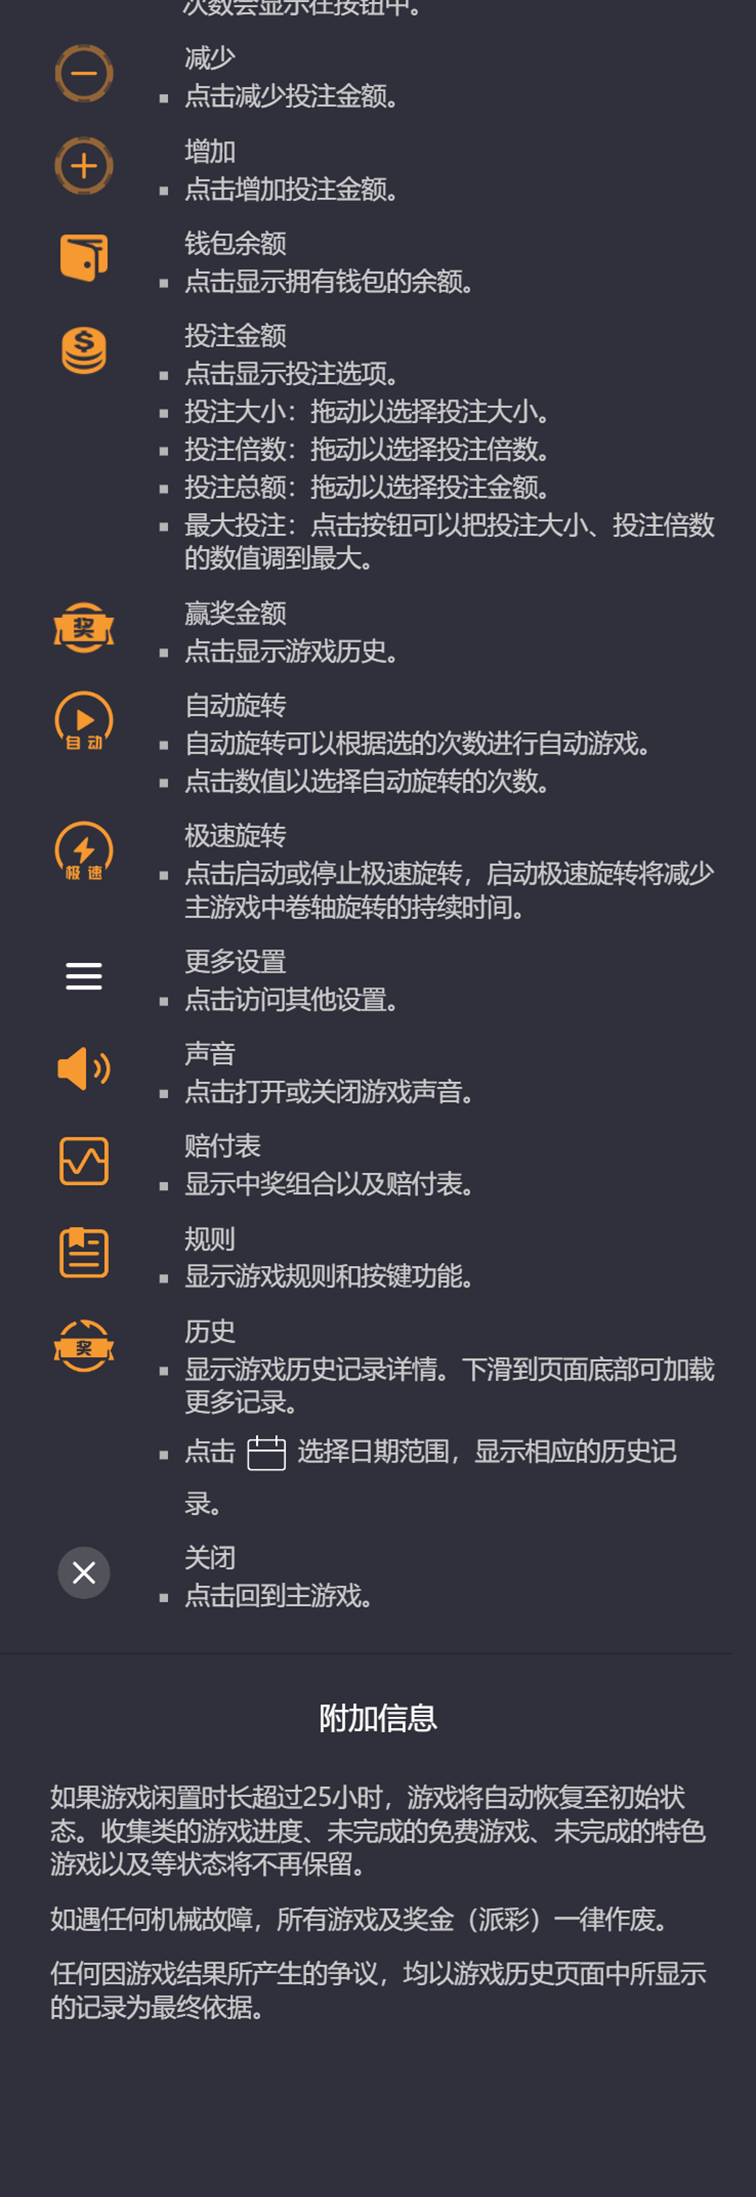 次数会显示在按钮中。
减少
点击减少投注金额。
增加
点击增加投注金额。
钱包余额
点击显示拥有钱包的余额。
$
投注金额
点击显示投注选项。
投注大小：拖动以选择投注大小。
投注倍数：拖动以选择投注倍数。
投注总额：拖动以选择投注金额。
最大投注：点击按钮可以把投注大小、投注倍数
的数值调到最大。
奖
赢奖金额
点击显示游戏历史。
自动
自动旋转
自动旋转可以根据选的次数进行自动游戏。
点击数值以选择自动旋转的次数。
极速
极速旋转
点击启动或停止极速旋转，启动极速旋转将减少
主游戏中卷轴旋转的持续时间。
更多设置
点击访问其他设置。
声音
点击打开或关闭游戏声音。
赔付表
显示中奖组合以及赔付表。
规则
显示游戏规则和按键功能。
奖
历史
显示游戏历史记录详情。下滑到页面底部可加载
更多记录。
点击 选择日期范围，显示相应的历史记
录。
关闭
点击回到主游戏。
附加信息
如果游戏闲置时长超过25小时，游戏将自动恢复至初始状
态。收集类的游戏进度、未完成的免费游戏、未完成的特色
游戏以及等状态将不再保留。
如遇任何机械故障，所有游戏及奖金（派彩）一律作废。
任何因游戏结果所产生的争议，均以游戏历史页面中所显示
的记录为最终依据。